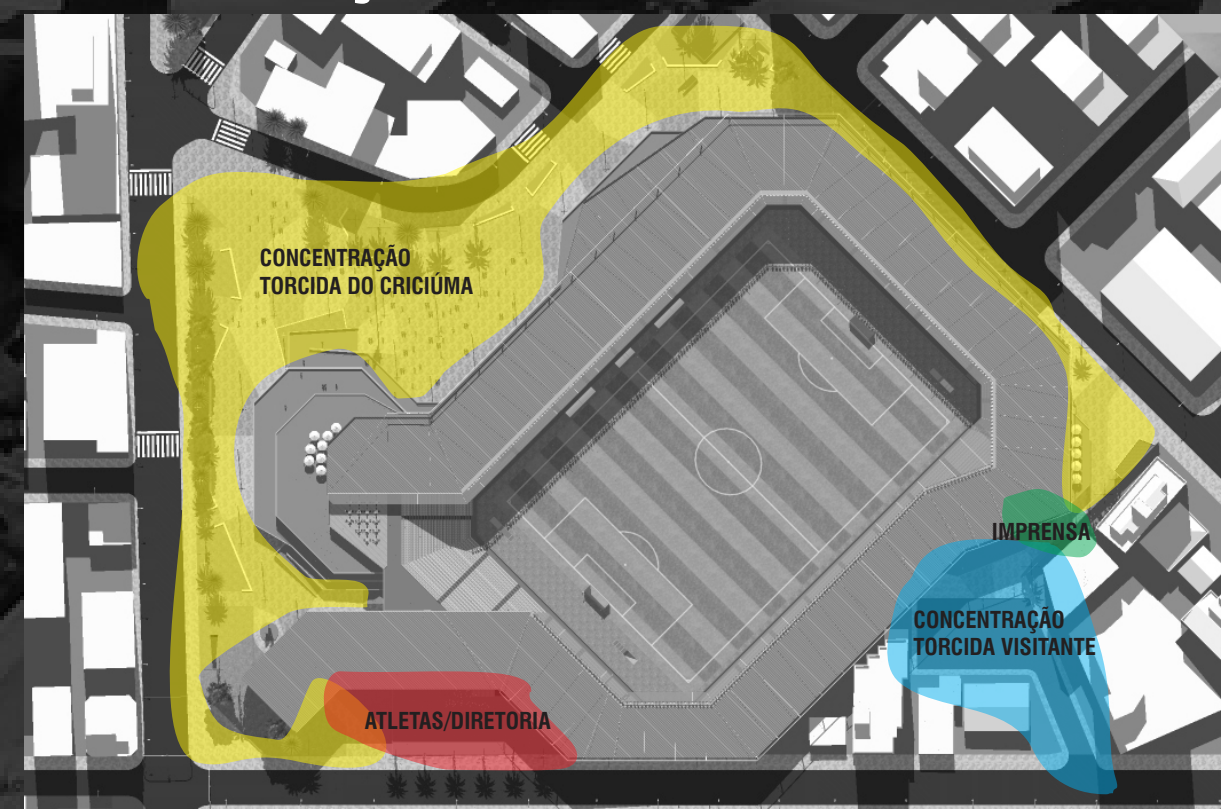 CONCENTRAÇÃO
TORCIDA DO CRICIÚMA
IMPRENSA
CONCENTRAÇÃO
TORCIDA VISITANTE
ATLETAS/DIRETORIA